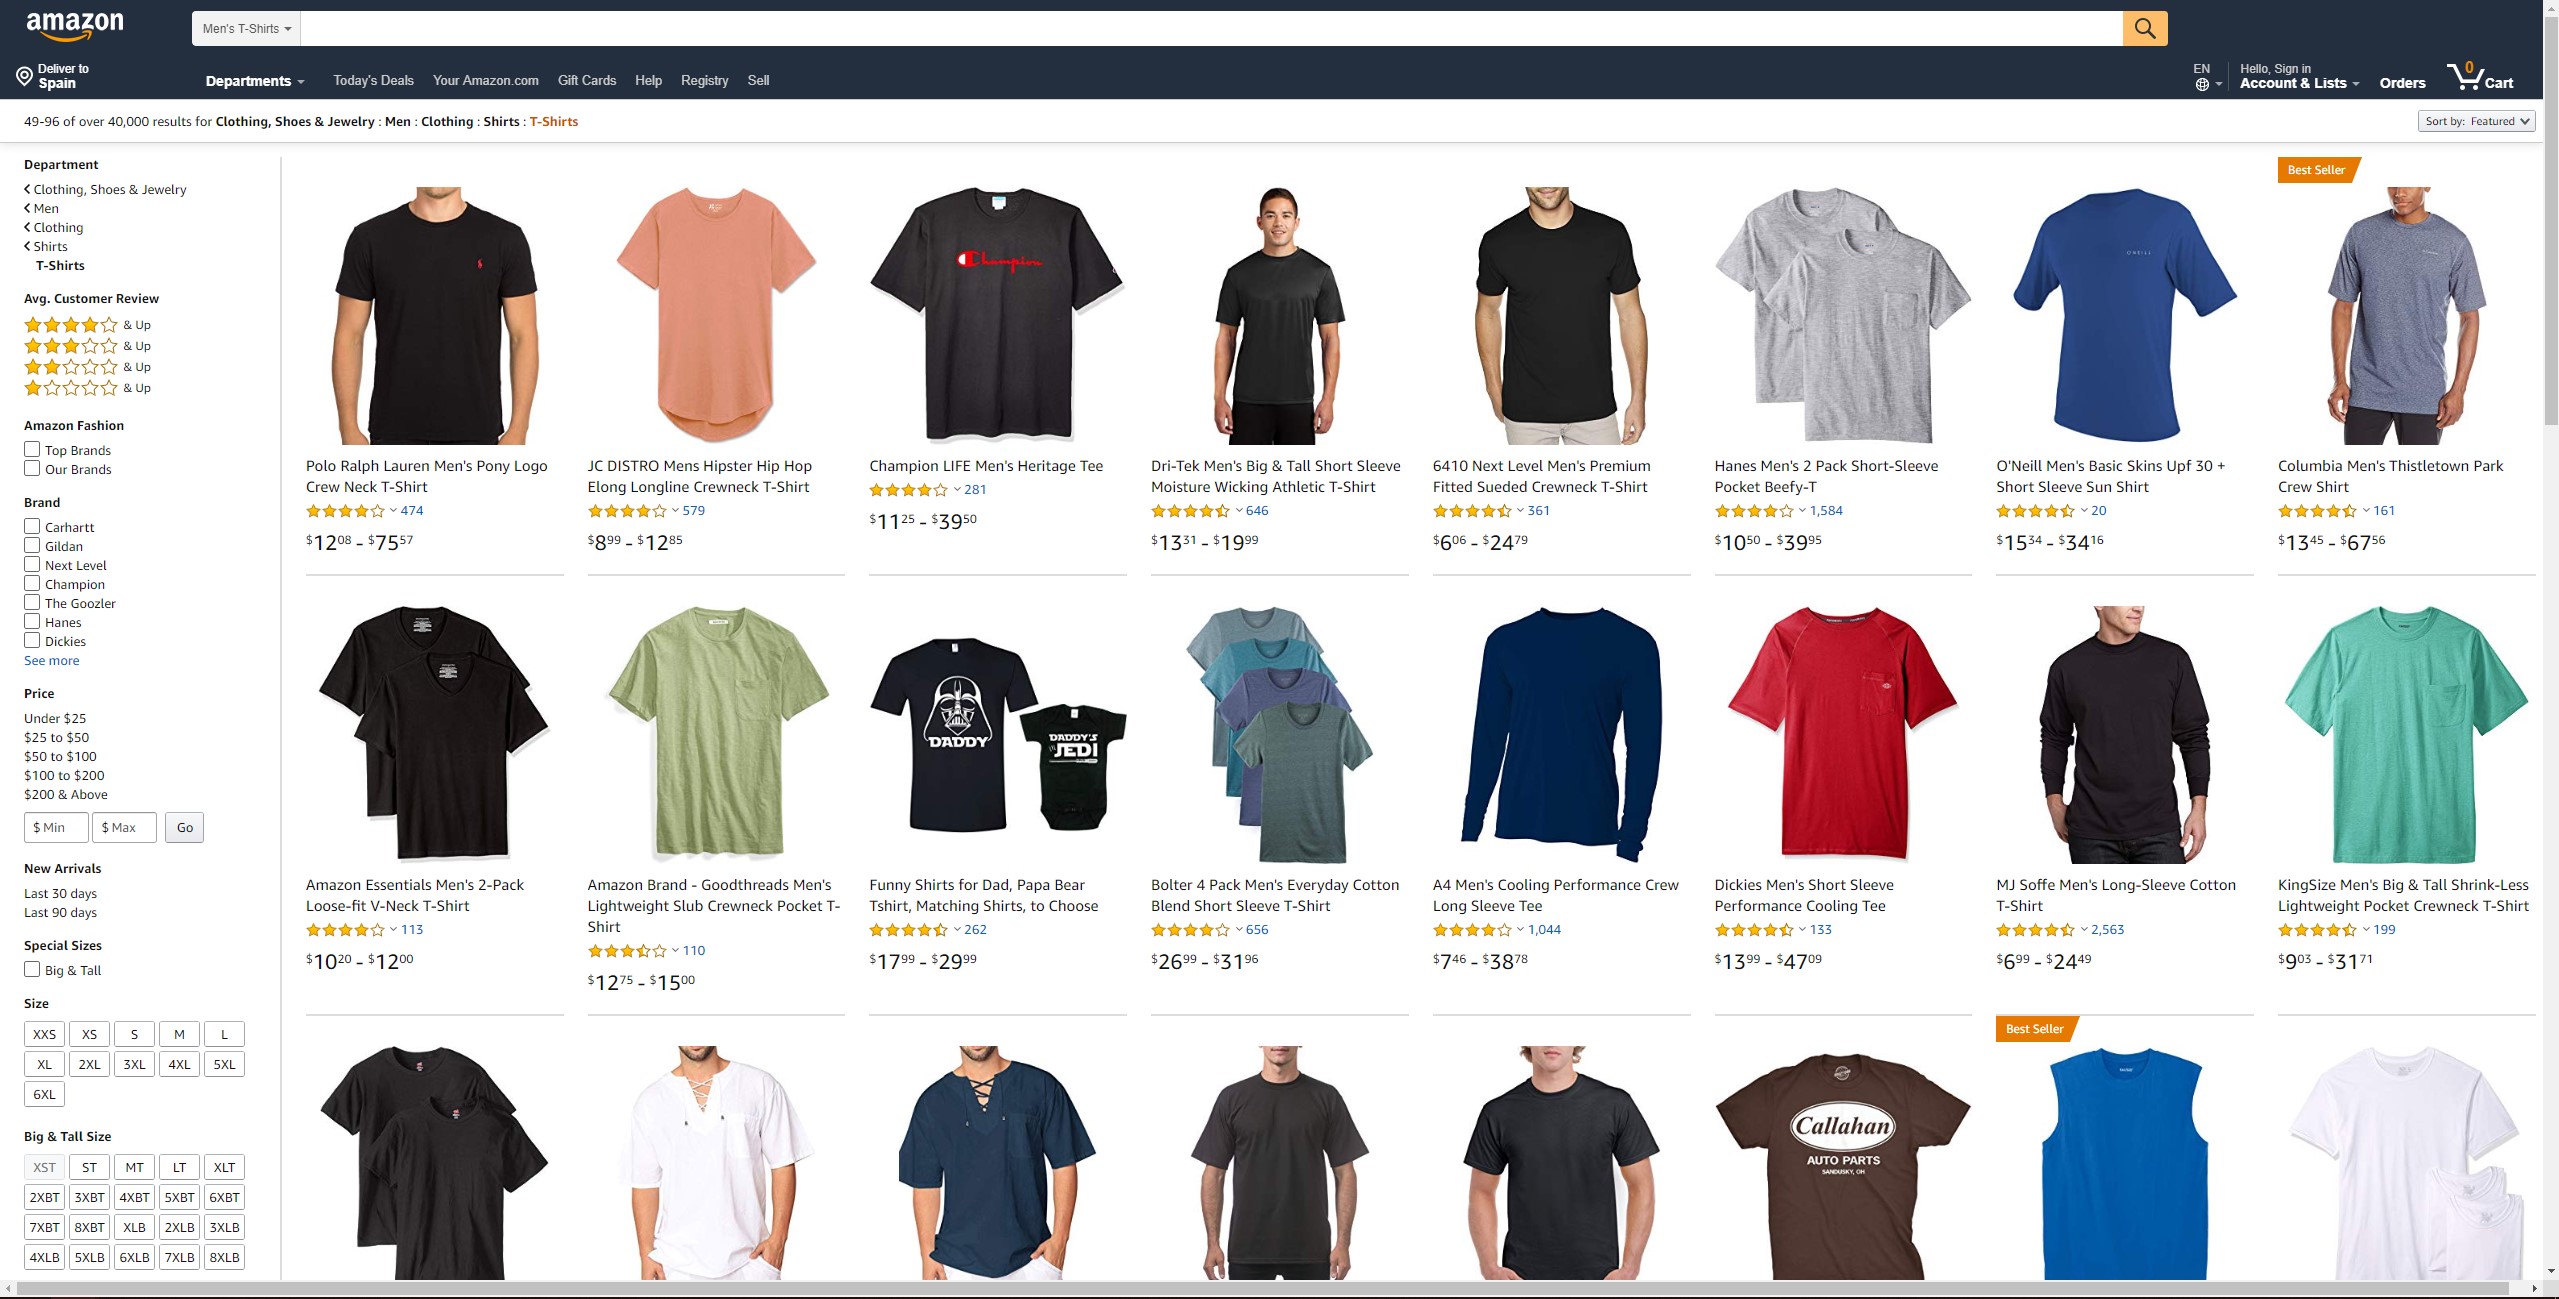 amazon
Men's T-Shirts
Deliver to
Spain
Departments
Today's Deals
Your Amazon.com
Gift Cards
Help
Registry
Sell
EN
Hello, Sign in
Account & Lists
Orders
0
Cart
49-96 of over 40,000 results for Clothing, Shoes & Jewelry : Men : Clothing : Shirts : T-Shirts
Sort by: Featured
Department
Clothing, Shoes & Jewelry
Men
Clothing
Shirts
T-Shirts
Avg. Customer Review
& Up
& Up
& Up
& Up
Amazon Fashion
Top Brands
Our Brands
Brand
Carhartt
Gildan
Next Level
Champion
The Goozler
Hanes
Dickies
See more
Price
Under $25
$25 to $50
$50 to $100
$100 to $200
$200 & Above
$ Min
$ Max
Go
New Arrivals
Last 30 days
Last 90 days
Special Sizes
Big & Tall
Size
XXS XS S M L
XL 2XL 3XL 4XL 5XL
6XL
Big & Tall Size
XST ST MT LT XLT
2XBT 3XBT 4XBT 5XBT 6XBT
7XBT 8XBT XLB 2XLB 3XLB
4XLB 5XLB 6XLB 7XLB 8XLB
Polo Ralph Lauren Men's Pony Logo
Crew Neck T-Shirt
474
$1208 - $7557
JC DISTRO Mens Hipster Hip Hop
Elong Longline Crewneck T-Shirt
579
$899 - $1285
Champion
Champion LIFE Men's Heritage Tee
281
$1125 - $3950
Dri-Tek Men's Big & Tall Short Sleeve
Moisture Wicking Athletic T-Shirt
646
$1331 - $1999
6410 Next Level Men's Premium
Fitted Sueded Crewneck T-Shirt
361
$606 - $2479
Hanes Men's 2 Pack Short-Sleeve
Pocket Beefy-T
1,584
$1050 - $3995
O'NEILL
O'Neill Men's Basic Skins Upf 30 +
Short Sleeve Sun Shirt
20
$1534 - $3416
Best Seller
Columbia Men's Thistletown Park
Crew Shirt
161
$1345 - $6756
Amazon Essentials Men's 2-Pack
Loose-fit V-Neck T-Shirt
113
$1020 - $1200
Amazon Brand - Goodthreads Men's
Lightweight Slub Crewneck Pocket T-
Shirt
110
$1275 - $1500
DADDY
DADDY'S
JEDI
Funny Shirts for Dad, Papa Bear
Tshirt, Matching Shirts, to Choose
262
$1799 - $2999
Bolter 4 Pack Men's Everyday Cotton
Blend Short Sleeve T-Shirt
656
$2699 - $3196
A4 Men's Cooling Performance Crew
Long Sleeve Tee
1,044
$746 - $3878
Dickies Men's Short Sleeve
Performance Cooling Tee
133
$1399 - $4709
MJ Soffe Men's Long-Sleeve Cotton
T-Shirt
2,563
$699 - $2449
KingSize Men's Big & Tall Shrink-Less
Lightweight Pocket Crewneck T-Shirt
199
$903 - $3171
Callahan
AUTO PARTS
SANDUSKY, OH
Best Seller